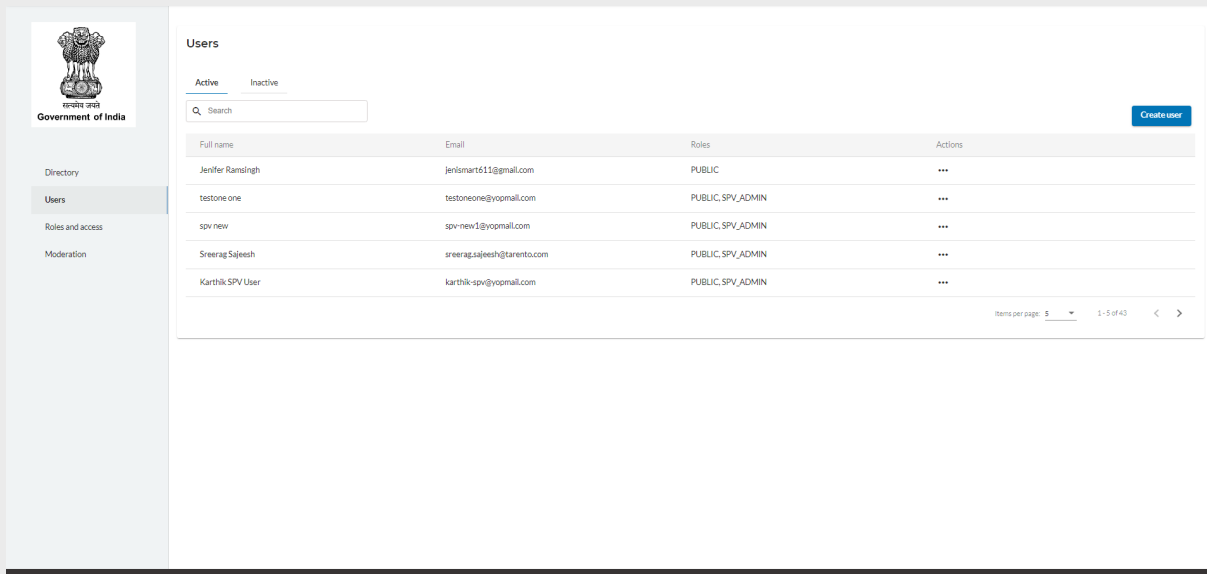 सत्यमेव जयते
Government of India
Directory
Users
Roles and access
Moderation
Users
Active Inactive
Search
Create user
Full name Email Roles Actions
Jenifer Ramsingh jenismart611@gmail.com PUBLIC •••
testone one testoneone@yopmail.com PUBLIC, SPV_ADMIN •••
spv new spv-new1@yopmail.com PUBLIC, SPV_ADMIN •••
Sreerag Sajeesh sreerag.sajeesh@tarento.com PUBLIC, SPV_ADMIN •••
Karthik SPV User karthik-spv@yopmail.com PUBLIC, SPV_ADMIN •••
Items per page: 5 1 - 5 of 43